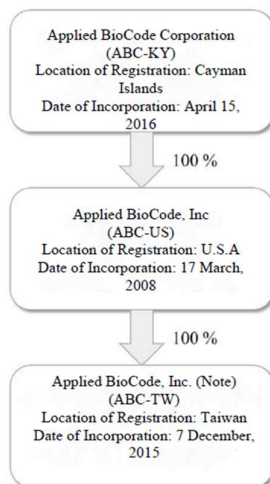 Applied BioCode Corporation
(ABC-KY)
Location of Registration: Cayman
Islands
Date of Incorporation: April 15,
2016
100 %
Applied BioCode, Inc
(ABC-US)
Location of Registration: U.S.A
Date of Incorporation: 17 March,
2008
100 %
Applied BioCode, Inc. (Note)
(ABC-TW)
Location of Registration: Taiwan
Date of Incorporation: 7 December,
2015